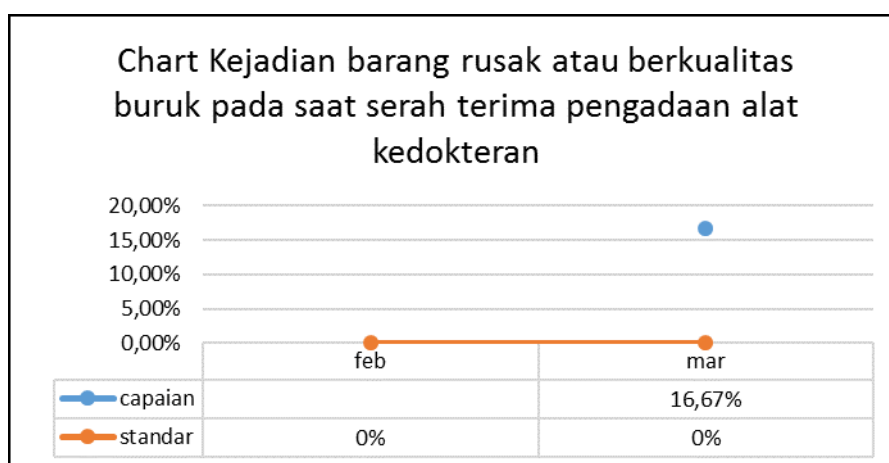 Chart Kejadian barang rusak atau berkualitas
buruk pada saat serah terima pengadaan alat
kedokteran
20,00%
15,00%
10,00%
5,00%
0,00%
feb mar
capaian 16,67%
standar 0% 0%